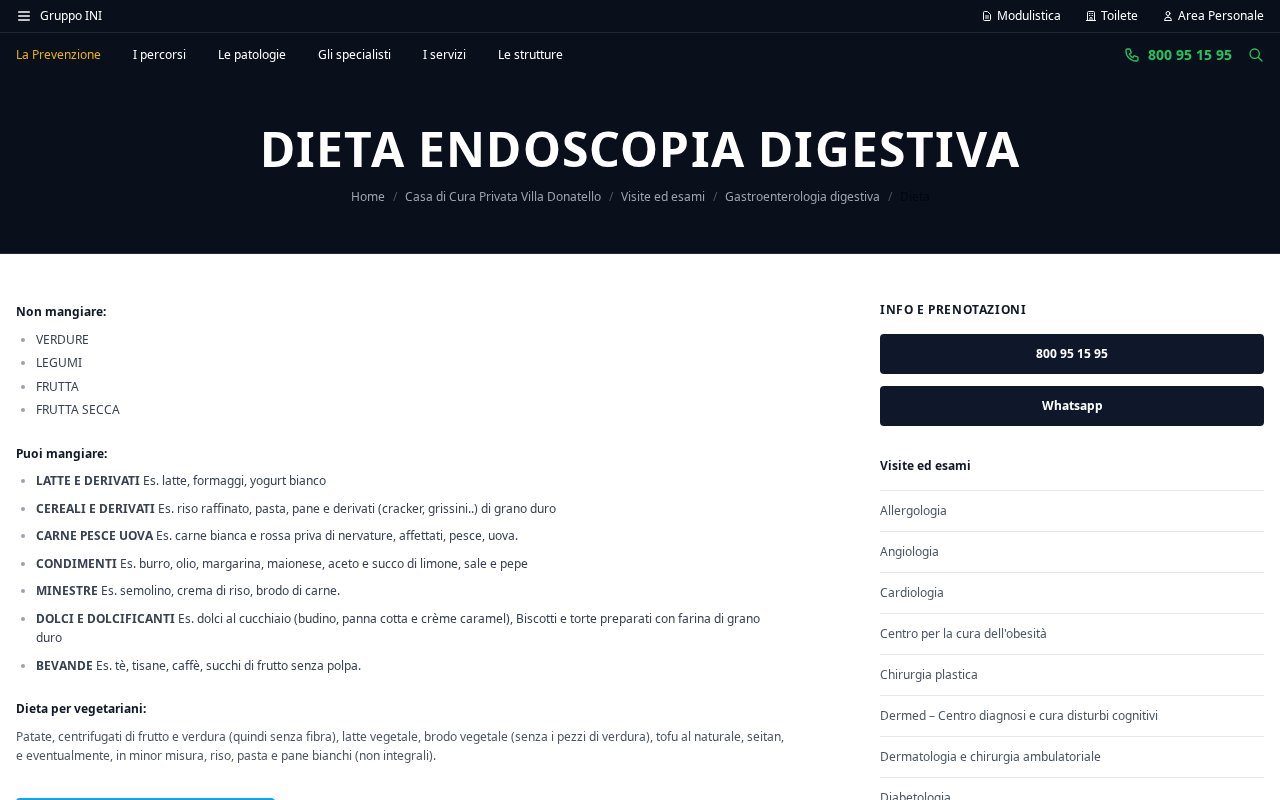 Gruppo INI
Modulistica
Toilete
Area Personale
La Prevenzione
I percorsi
Le patologie
Gli specialisti
I servizi
Le strutture
800 95 15 95
DIETA ENDOSCOPIA DIGESTIVA
Home / Casa di Cura Privata Villa Donatello / Visite ed esami / Gastroenterologia digestiva / Dieta
Non mangiare:
VERDURE
LEGUMI
FRUTTA
FRUTTA SECCA
Puoi mangiare:
LATTE E DERIVATI Es. latte, formaggi, yogurt bianco
CEREALI E DERIVATI Es. riso raffinato, pasta, pane e derivati (cracker, grissini..) di grano duro
CARNE PESCE UOVA Es. carne bianca e rossa priva di nervature, affettati, pesce, uova.
CONDIMENTI Es. burro, olio, margarina, maionese, aceto e succo di limone, sale e pepe
MINESTRE Es. semolino, crema di riso, brodo di carne.
DOLCI E DOLCIFICANTI Es. dolci al cucchiaio (budino, panna cotta e crème caramel), Biscotti e torte preparati con farina di grano
duro
BEVANDE Es. tè, tisane, caffè, succhi di frutto senza polpa.
Dieta per vegetariani:
Patate, centrifugati di frutto e verdura (quindi senza fibra), latte vegetale, brodo vegetale (senza i pezzi di verdura), tofu al naturale, seitan,
e eventualmente, in minor misura, riso, pasta e pane bianchi (non integrali).
INFO E PRENOTAZIONI
800 95 15 95
Whatsapp
Visite ed esami
Allergologia
Angiologia
Cardiologia
Centro per la cura dell'obesità
Chirurgia plastica
Dermed – Centro diagnosi e cura disturbi cognitivi
Dermatologia e chirurgia ambulatoriale
Diabetologia